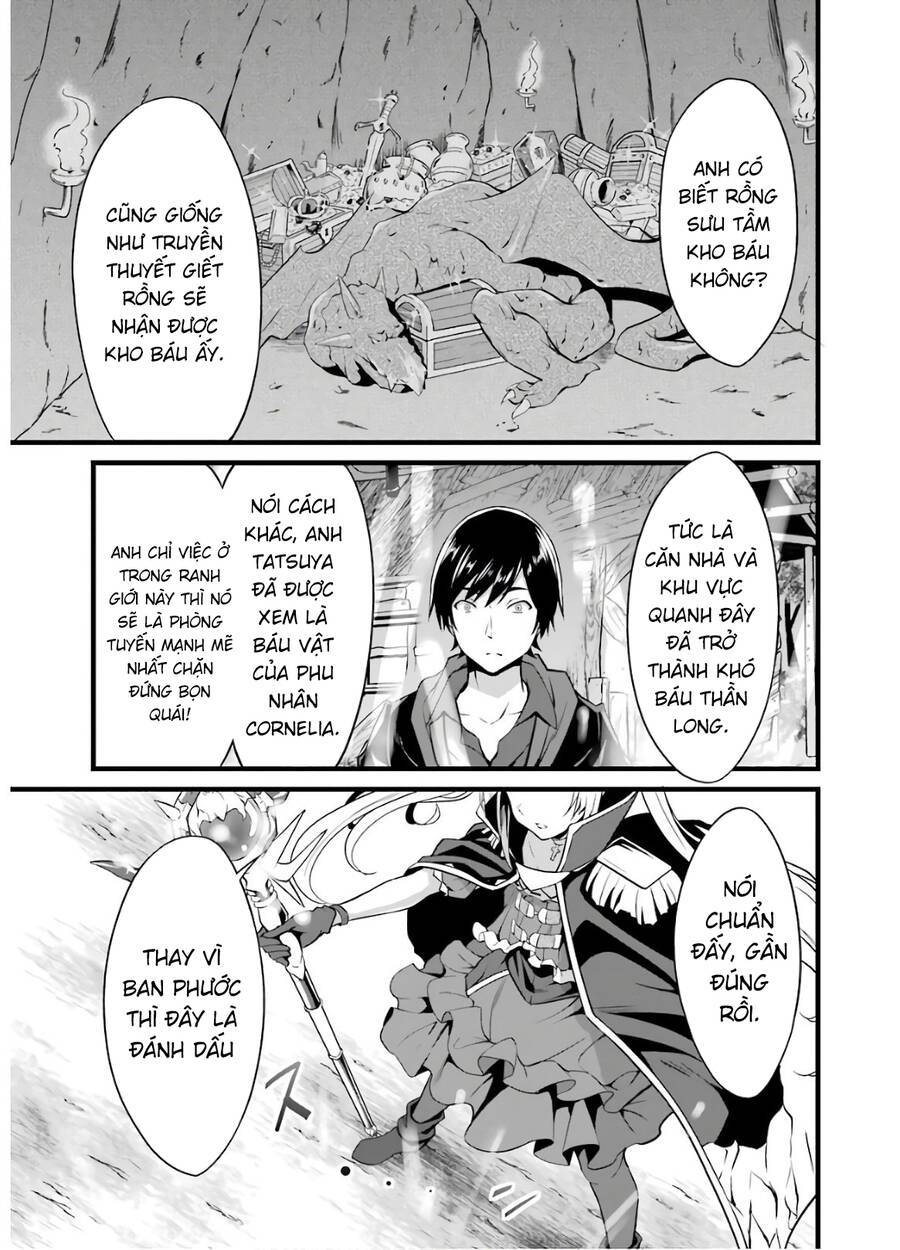 ANH CÓ
BIẾT RỒNG
SƯU TẦM
KHO BÁU
KHÔNG?
CŨNG GIỐNG
NHƯ TRUYỀN
THUYẾT GIẾT
RỒNG SẼ
NHẬN ĐƯỢC
KHO BÁU ẤY.
TỨC LÀ
CĂN NHÀ VÀ
KHU VỰC
QUANH ĐÂY
ĐÃ TRỞ
THÀNH KHÓ
BÁU THẦN
LONG.
NÓI CÁCH
KHÁC, ANH
TATSUYA
ĐÃ ĐƯỢC
XEM LÀ
BÁU VẬT
CỦA PHU
NHÂN
CORNELIA.
ANH CHỈ VIỆC Ở
TRONG RANH
GIỚI NÀY THÌ NÓ
SẼ LÀ PHÒNG
TUYẾN MẠNH MẼ
NHẤT CHẶN
ĐỨNG BỌN
QUÁI!
NÓI
CHUẨN
ĐẤY, GẦN
ĐÚNG
RỒI.
THAY VÌ
BAN PHƯỚC
THÌ ĐÂY LÀ
ĐÁNH DẤU